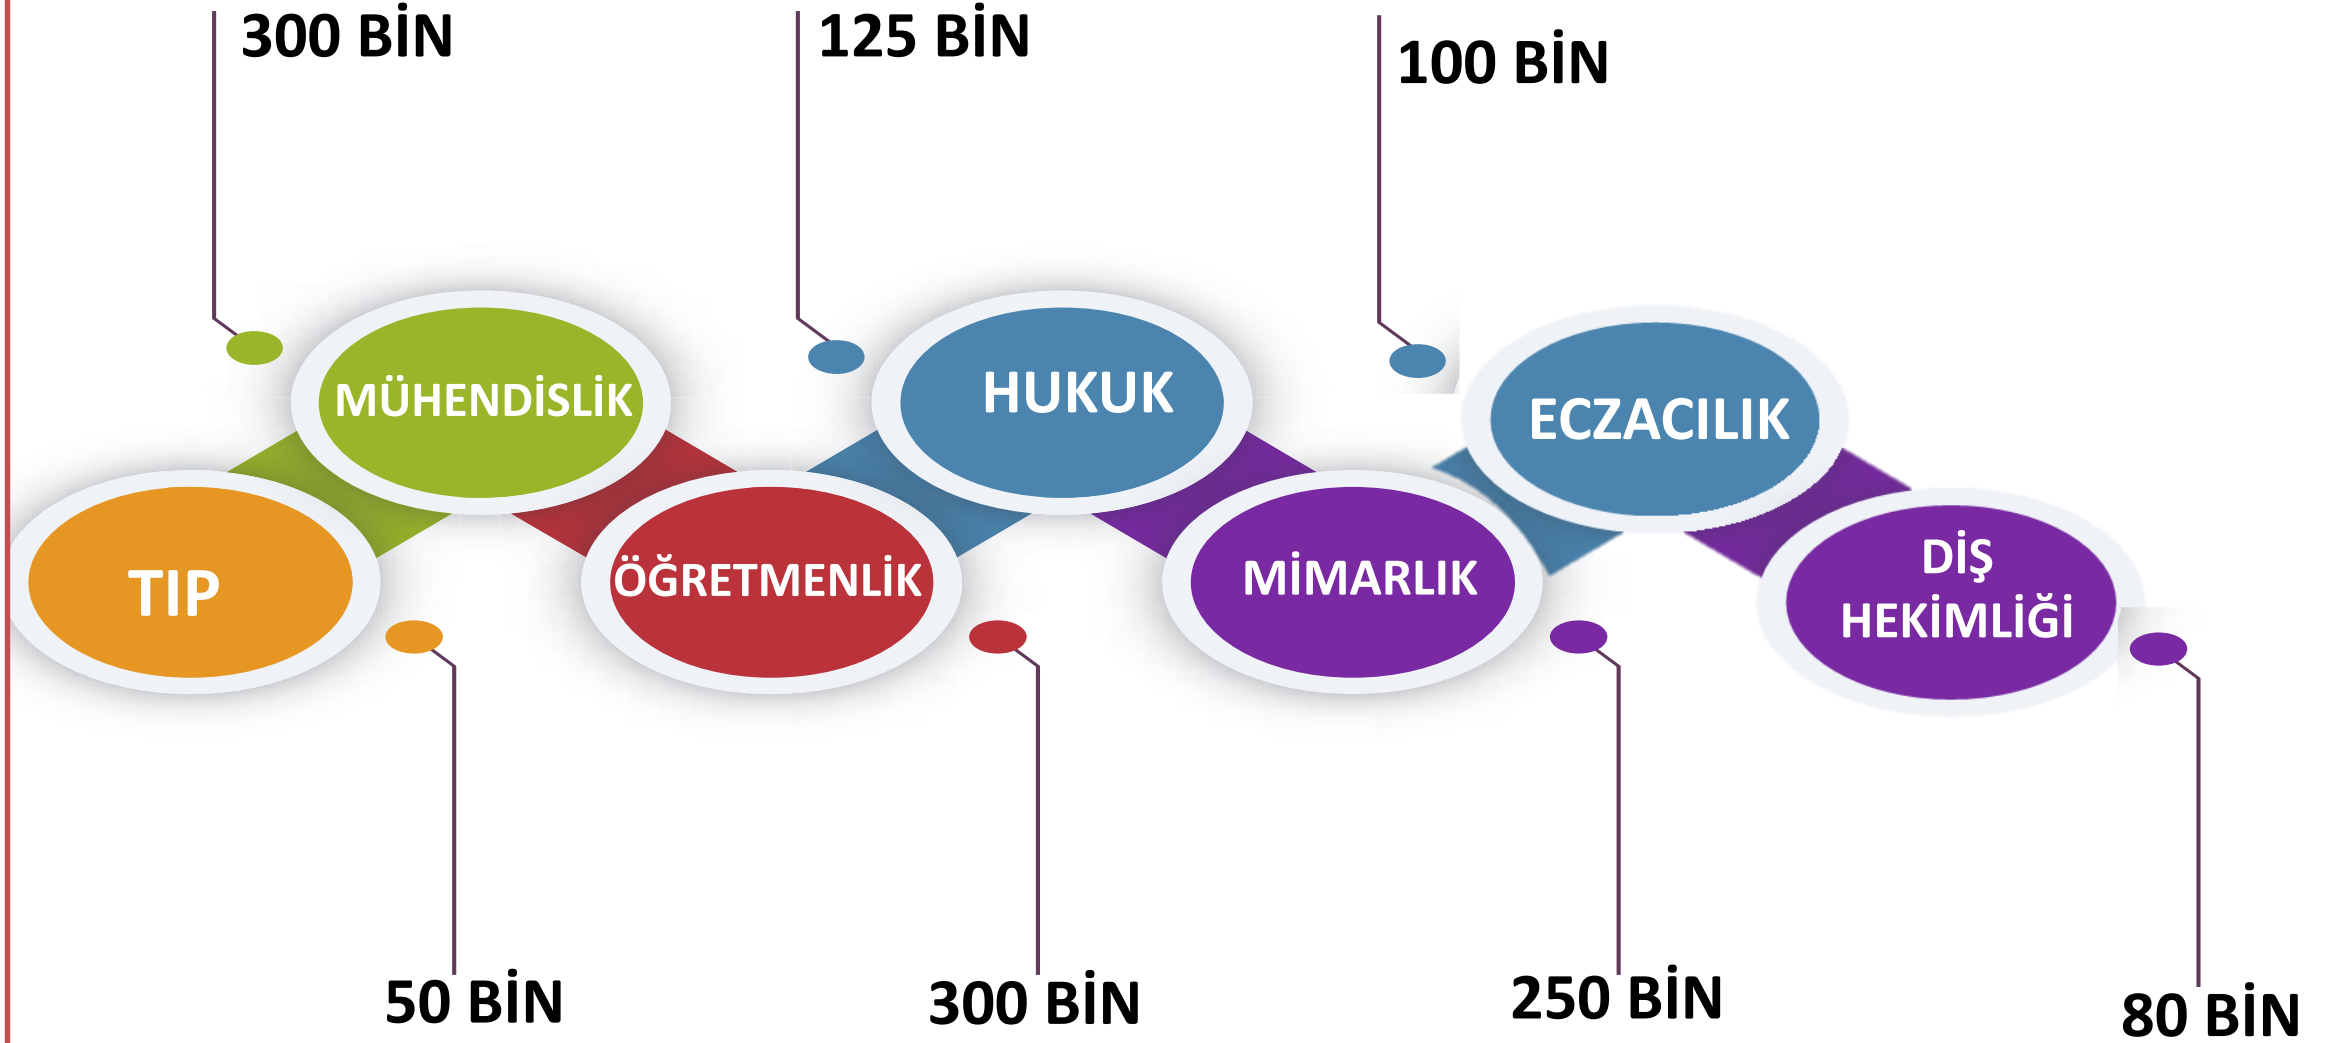 300 BİN
125 BİN
100 BİN
MÜHENDİSLİK
HUKUK
ECZACILIK
TIP
ÖĞRETMENLİK
MİMARLIK
DİŞ
HEKİMLİĞİ
50 BİN
300 BİN
250 BİN
80 BİN